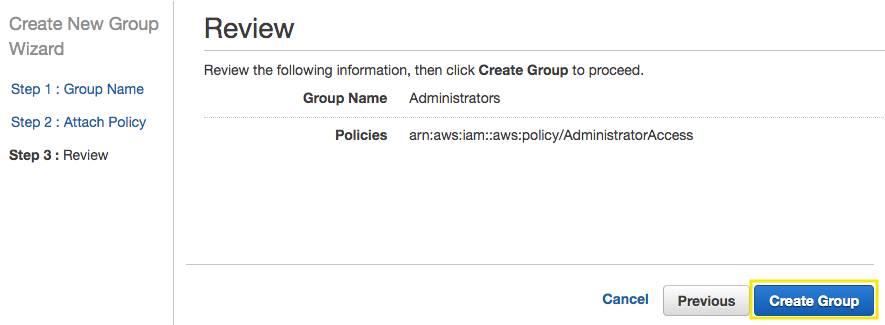 Create New Group
Wizard
Step 1 : Group Name
Step 2 : Attach Policy
Step 3 : Review
Review
Review the following information, then click Create Group to proceed.
Group Name Administrators
Policies arn:aws:iam::aws:policy/AdministratorAccess
Cancel Previous Create Group